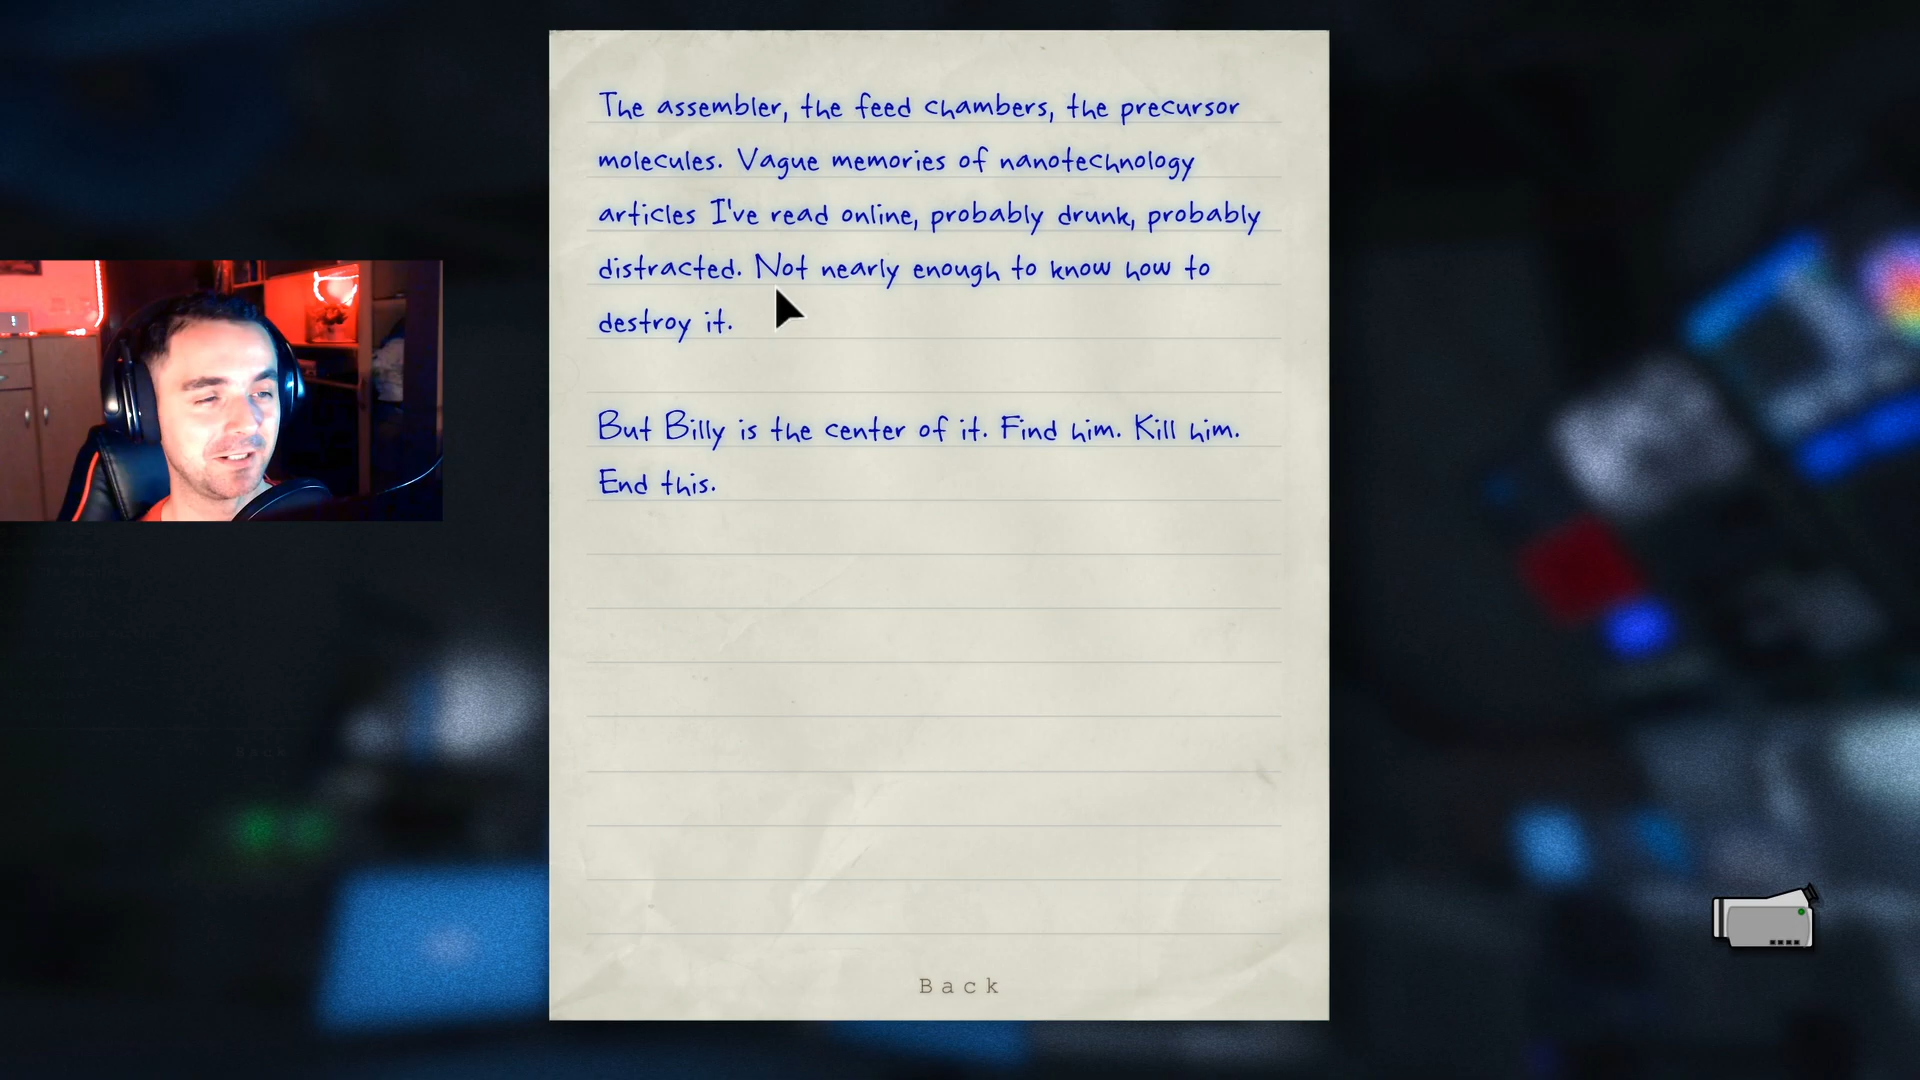 The assembler, the feed chambers, the precursor
molecules. Vague memories of nanotechnology
articles I've read online, probably drunk, probably
distracted. Not nearly enough to know how to
destroy it.
But Billy is the center of it. Find him. Kill him.
End this.
Back